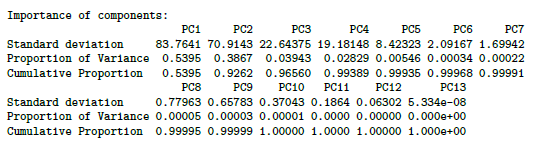 Importance of components:
PC1 PC2 PC3 PC4 PC5 PC6 PC7
Standard deviation 83.7641 70.9143 22.64375 19.18148 8.42323 2.09167 1.69942
Proportion of Variance 0.5395 0.3867 0.03943 0.02829 0.00546 0.00034 0.00022
Cumulative Proportion 0.5395 0.9262 0.96560 0.99389 0.99935 0.99968 0.99991
PC8 PC9 PC10 PC11 PC12 PC13
Standard deviation 0.77963 0.65783 0.37043 0.1864 0.06302 5.334e-08
Proportion of Variance 0.00005 0.00003 0.00001 0.0000 0.00000 0.000e+00
Cumulative Proportion 0.99995 0.99999 1.00000 1.0000 1.00000 1.000e+00